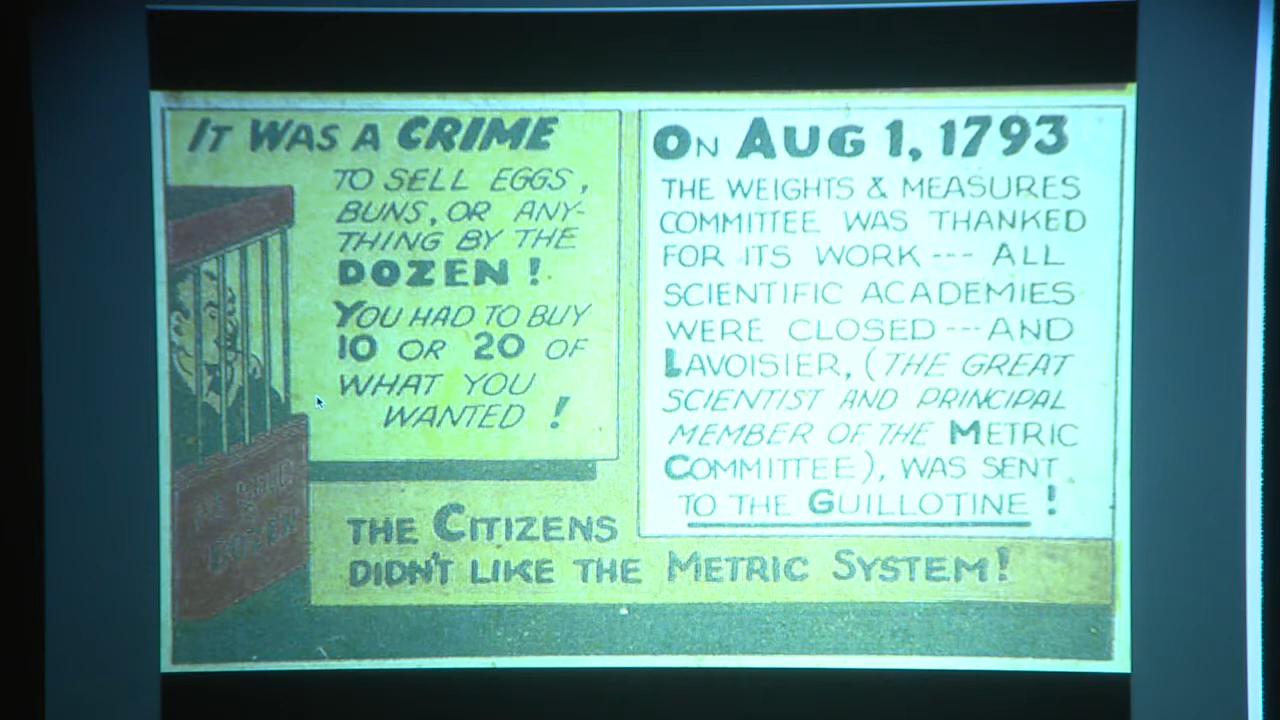 IT WAS A CRIME
TO SELL EGGS,
BUNS, OR ANY-
THING BY THE
DOZEN!
YOU HAD TO BUY
10 OR 20 OF
WHAT YOU
WANTED!
HE SOLD
A
DOZEN
THE CITIZENS
DIDN'T LIKE THE METRIC SYSTEM!
ON AUG 1, 1793
THE WEIGHTS & MEASURES
COMMITTEE WAS THANKED
FOR ITS WORK --- ALL
SCIENTIFIC ACADEMIES
WERE CLOSED --- AND
LAVOISIER, (THE GREAT
SCIENTIST AND PRINCIPAL
MEMBER OF THE METRIC
COMMITTEE), WAS SENT
TO THE GUILLOTINE!